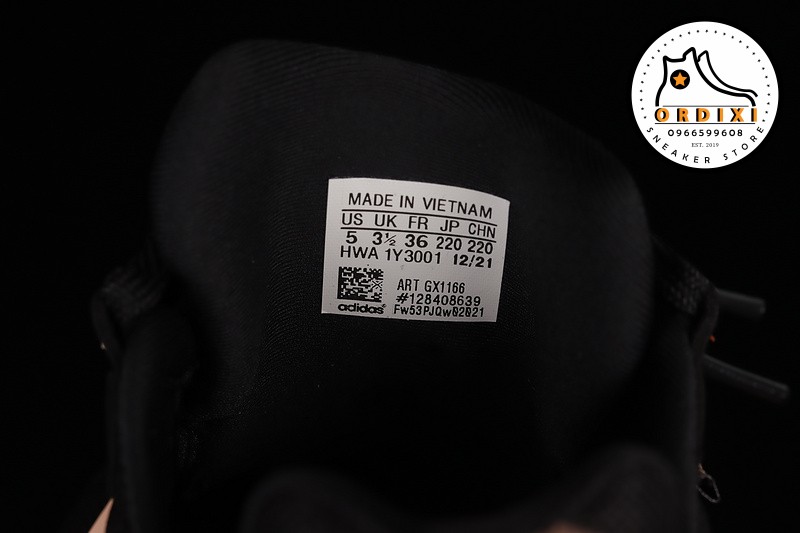 ORDIXI
0966599608
EST. 2019
SNEAKER STORE
MADE IN VIETNAM
US UK FR JP CHN
5 3½ 36 220 220
HWA 1Y3001 12/21
ART GX1166
#128408639
adidas Fw53PJQw02021